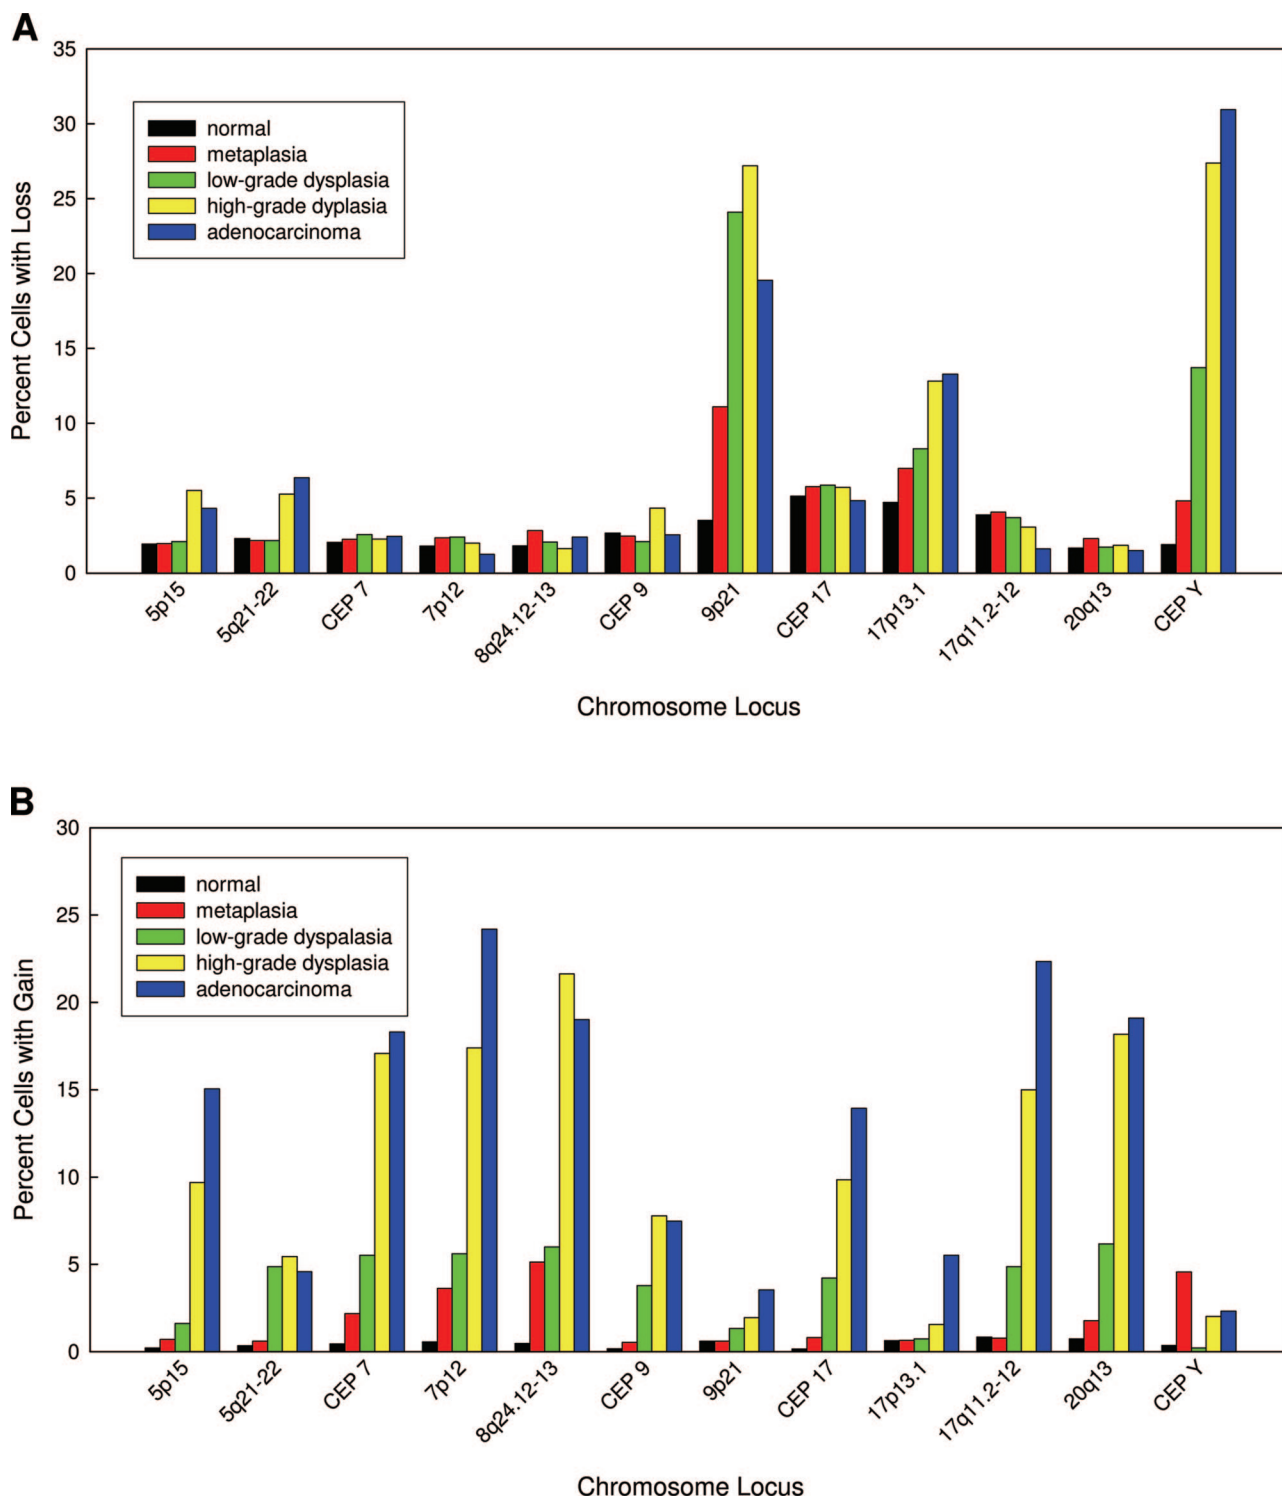 A
35
30
25
20
15
10
5
0
Percent Cells with Loss
normal
metaplasia
low-grade dysplasia
high-grade dyplasia
adenocarcinoma
5p15
5q21-22
CEP 7
7p12
8q24.12-13
CEP 9
9p21
CEP 17
17p13.1
17q11.2-12
20q13
CEP Y
Chromosome Locus
B
30
25
20
15
10
5
0
Percent Cells with Gain
normal
metaplasia
low-grade dyspalasia
high-grade dysplasia
adenocarcinoma
5p15
5q21-22
CEP 7
7p12
8q24.12-13
CEP 9
9p21
CEP 17
17p13.1
17q11.2-12
20q13
CEP Y
Chromosome Locus